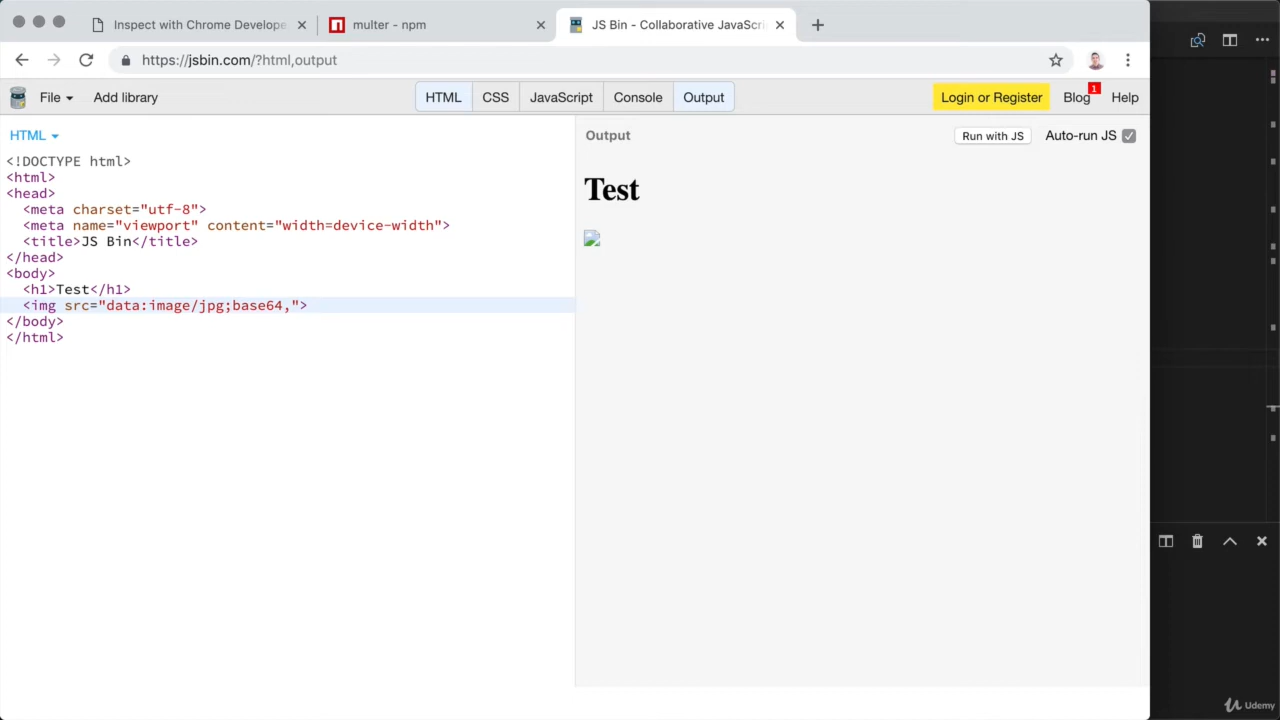 Inspect with Chrome Develope
multer - npm
JS Bin - Collaborative JavaScri
https://jsbin.com/?html,output
File
Add library
HTML
CSS
JavaScript
Console
Output
Login or Register
Blog
1
Help
HTML
Output
Run with JS
Auto-run JS
<!DOCTYPE html>
<html>
<head>
  <meta charset="utf-8">
  <meta name="viewport" content="width=device-width">
  <title>JS Bin</title>
</head>
<body>
  <h1>Test</h1>
  <img src="data:image/jpg;base64,">
</body>
</html>
Test
Udemy